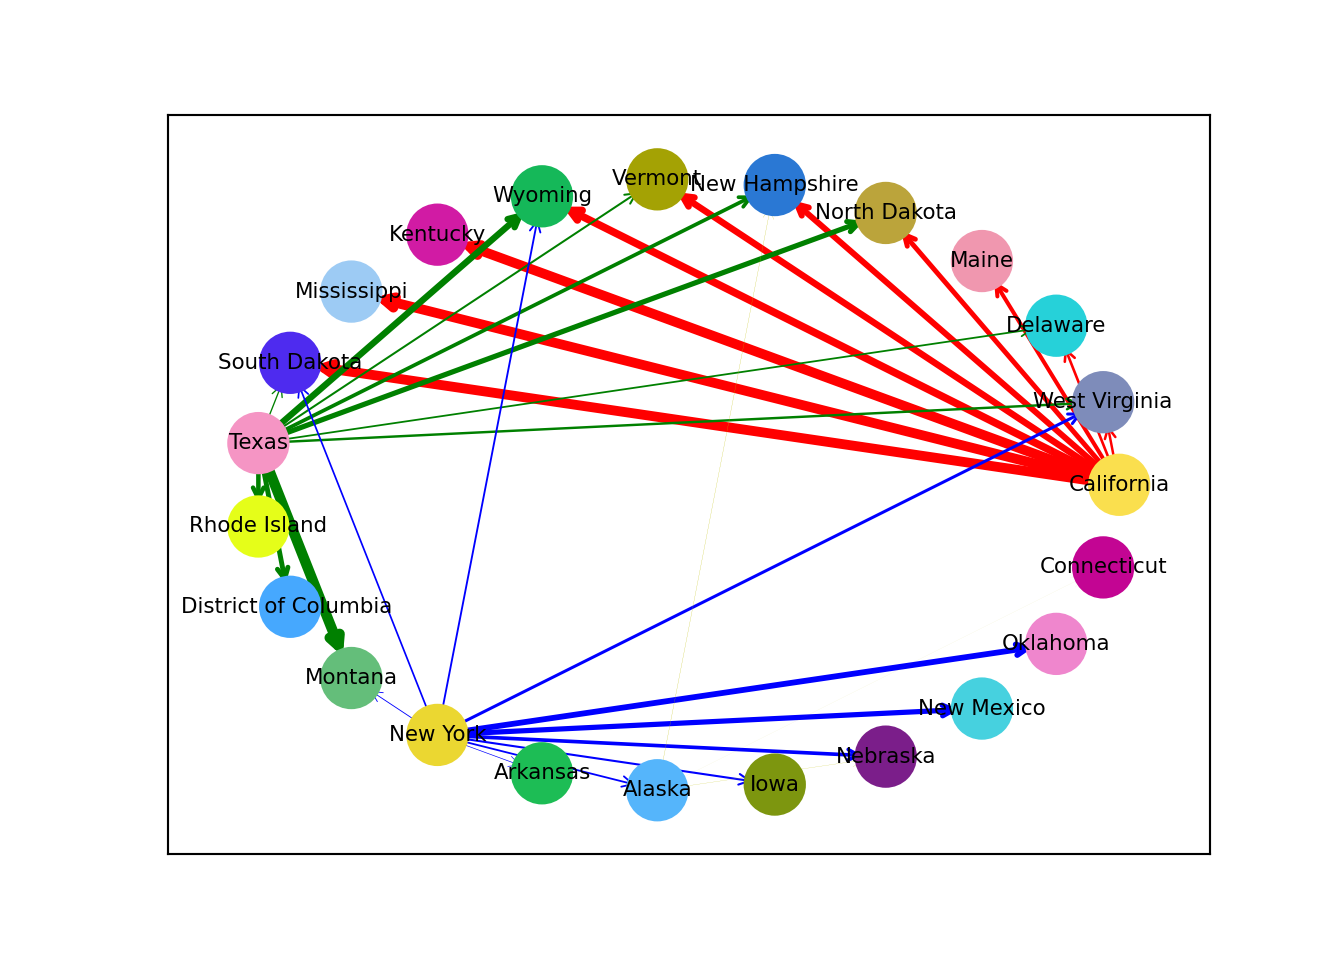 Vermont
New Hampshire
Wyoming
North Dakota
Kentucky
Maine
Mississippi
Delaware
South Dakota
West Virginia
Texas
California
Rhode Island
Connecticut
District of Columbia
Oklahoma
Montana
New Mexico
New York
Nebraska
Arkansas
Iowa
Alaska